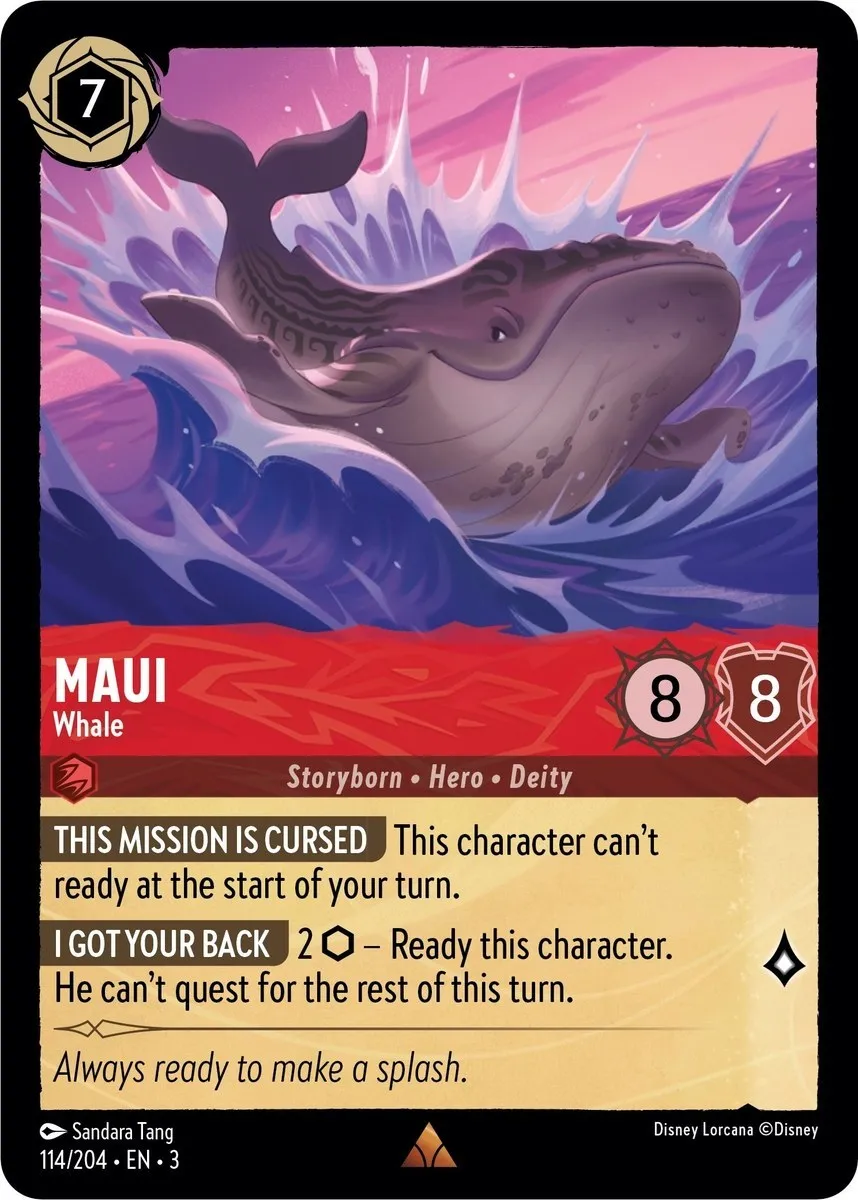 7
MAUI
Whale
8
8
Storyborn • Hero • Deity
THIS MISSION IS CURSED This character can’t
ready at the start of your turn.
I GOT YOUR BACK 2 ⬡ – Ready this character.
He can’t quest for the rest of this turn.
Always ready to make a splash.
Sandara Tang
Disney Lorcana ©Disney
114/204 • EN • 3